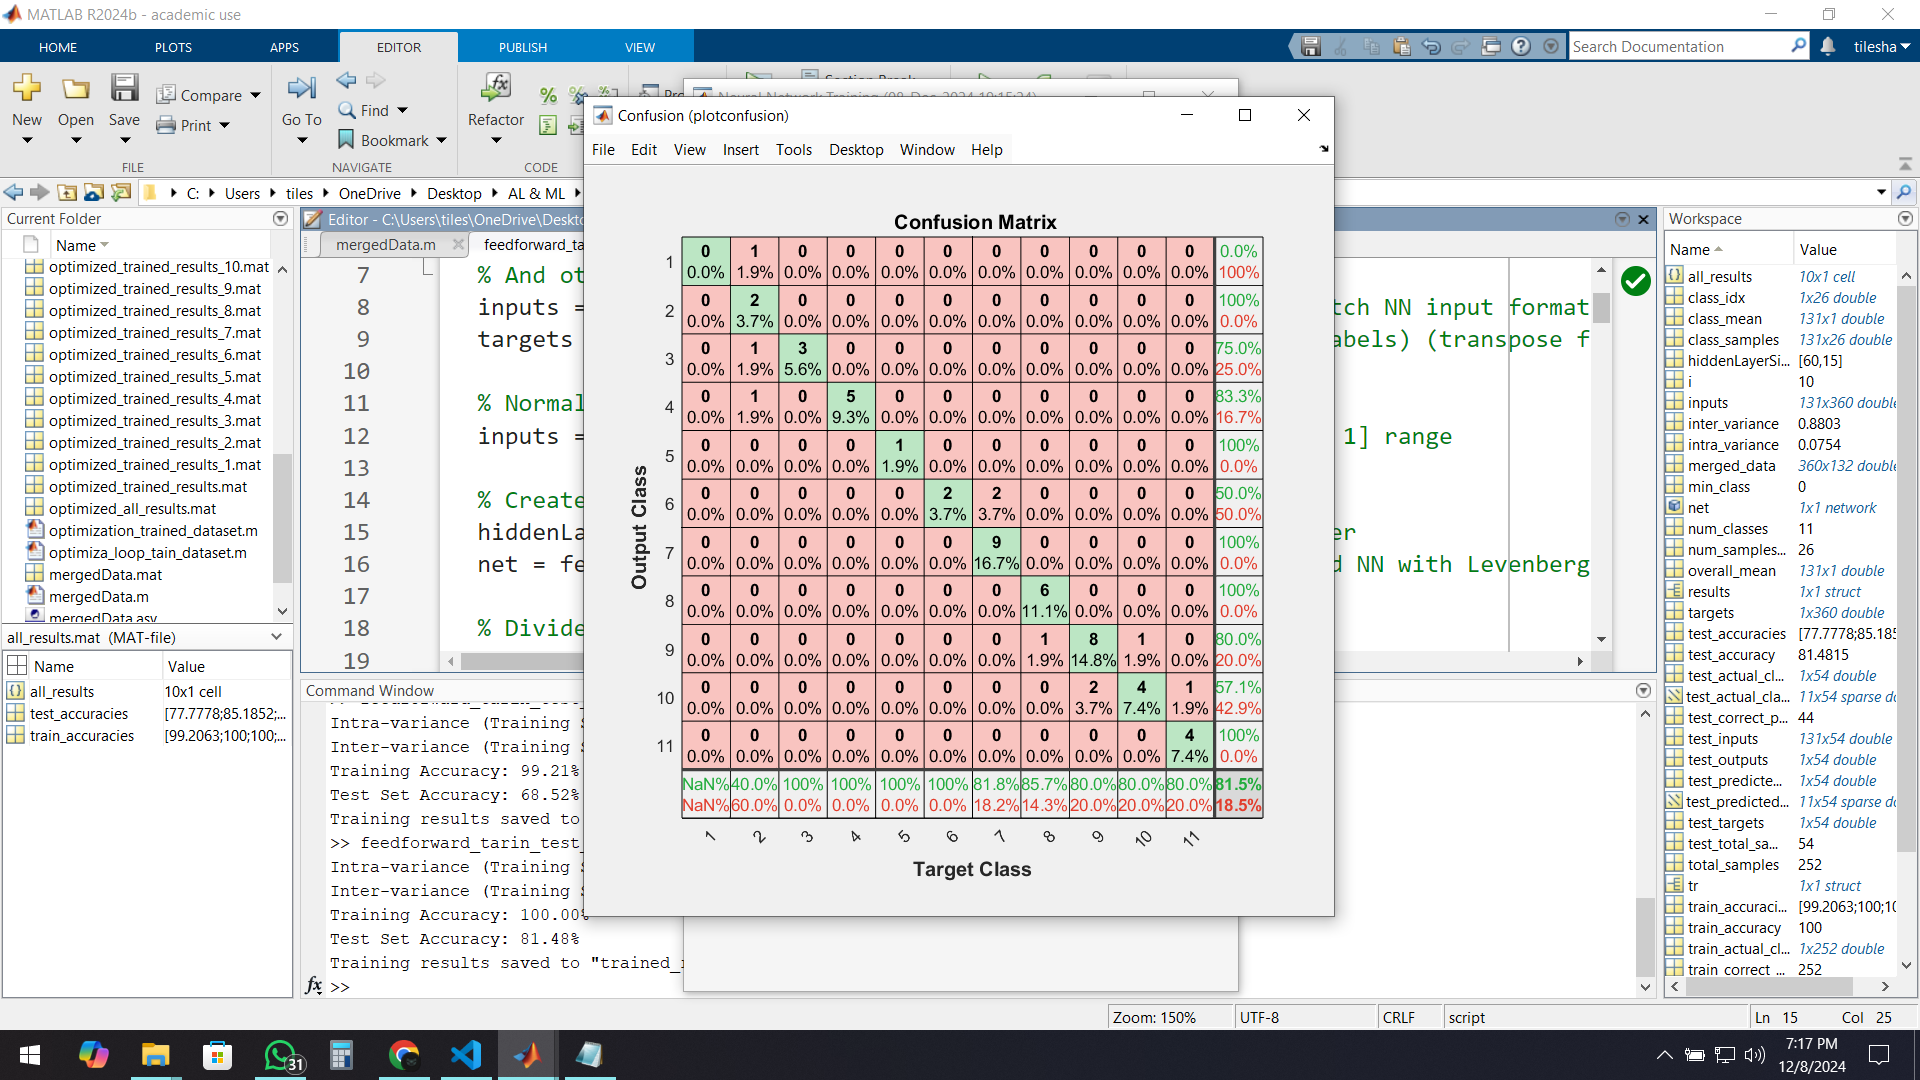 MATLAB R2024b - academic use
HOME PLOTS APPS EDITOR PUBLISH VIEW
Search Documentation
tilesha
New Open Save Compare Print Go To Find Bookmark Refactor
FILE NAVIGATE CODE
Section Break
Neural Network Training (08-Dec-2024 19:15:24)
C: Users tiles OneDrive Desktop AL & ML
Current Folder
Name
optimized_trained_results_10.mat
optimized_trained_results_9.mat
optimized_trained_results_8.mat
optimized_trained_results_7.mat
optimized_trained_results_6.mat
optimized_trained_results_5.mat
optimized_trained_results_4.mat
optimized_trained_results_3.mat
optimized_trained_results_2.mat
optimized_trained_results_1.mat
optimized_trained_results.mat
optimized_all_results.mat
optimization_trained_dataset.m
optimiza_loop_tain_dataset.m
mergedData.mat
mergedData.m
mergedData.asv
all_results.mat (MAT-file)
Name Value
all_results 10x1 cell
test_accuracies [77.7778;85.1852;...
train_accuracies [99.2063;100;100;...
Editor - C:\Users\tiles\OneDrive\Deskto
mergedData.m feedforward_ta
7 % And ot
8 inputs = tch NN input format
9 targets abels) (transpose f
10
11 % Normal
12 inputs = 1] range
13
14 % Create
15 hiddenLa er
16 net = fe d NN with Levenberg
17
18 % Divide
19
Command Window
Intra-variance (Training S
Inter-variance (Training S
Training Accuracy: 99.21%
Test Set Accuracy: 68.52%
Training results saved to
>> feedforward_tarin_test_
Intra-variance (Training S
Inter-variance (Training S
Training Accuracy: 100.00%
Test Set Accuracy: 81.48%
Training results saved to "trained_r
fx >>
Confusion (plotconfusion)
File Edit View Insert Tools Desktop Window Help
Confusion Matrix
Output Class
1 0 1 0 0 0 0 0 0 0 0 0 0.0%
0.0% 1.9% 0.0% 0.0% 0.0% 0.0% 0.0% 0.0% 0.0% 0.0% 0.0% 100%
2 0 2 0 0 0 0 0 0 0 0 0 100%
0.0% 3.7% 0.0% 0.0% 0.0% 0.0% 0.0% 0.0% 0.0% 0.0% 0.0% 0.0%
3 0 1 3 0 0 0 0 0 0 0 0 75.0%
0.0% 1.9% 5.6% 0.0% 0.0% 0.0% 0.0% 0.0% 0.0% 0.0% 0.0% 25.0%
4 0 1 0 5 0 0 0 0 0 0 0 83.3%
0.0% 1.9% 0.0% 9.3% 0.0% 0.0% 0.0% 0.0% 0.0% 0.0% 0.0% 16.7%
5 0 0 0 0 1 0 0 0 0 0 0 100%
0.0% 0.0% 0.0% 0.0% 1.9% 0.0% 0.0% 0.0% 0.0% 0.0% 0.0% 0.0%
6 0 0 0 0 0 2 2 0 0 0 0 50.0%
0.0% 0.0% 0.0% 0.0% 0.0% 3.7% 3.7% 0.0% 0.0% 0.0% 0.0% 50.0%
7 0 0 0 0 0 0 9 0 0 0 0 100%
0.0% 0.0% 0.0% 0.0% 0.0% 0.0% 16.7% 0.0% 0.0% 0.0% 0.0% 0.0%
8 0 0 0 0 0 0 0 6 0 0 0 100%
0.0% 0.0% 0.0% 0.0% 0.0% 0.0% 0.0% 11.1% 0.0% 0.0% 0.0% 0.0%
9 0 0 0 0 0 0 0 1 8 1 0 80.0%
0.0% 0.0% 0.0% 0.0% 0.0% 0.0% 0.0% 1.9% 14.8% 1.9% 0.0% 20.0%
10 0 0 0 0 0 0 0 0 2 4 1 57.1%
0.0% 0.0% 0.0% 0.0% 0.0% 0.0% 0.0% 0.0% 3.7% 7.4% 1.9% 42.9%
11 0 0 0 0 0 0 0 0 0 0 4 100%
0.0% 0.0% 0.0% 0.0% 0.0% 0.0% 0.0% 0.0% 0.0% 0.0% 7.4% 0.0%
NaN% 40.0% 100% 100% 100% 100% 81.8% 85.7% 80.0% 80.0% 80.0% 81.5%
NaN% 60.0% 0.0% 0.0% 0.0% 0.0% 18.2% 14.3% 20.0% 20.0% 20.0% 18.5%
1 2 3 4 5 6 7 8 9 10 11
Target Class
Workspace
Name Value
all_results 10x1 cell
class_idx 1x26 double
class_mean 131x1 double
class_samples 131x26 double
hiddenLayerSi... [60,15]
i 10
inputs 131x360 double
inter_variance 0.8803
intra_variance 0.0754
merged_data 360x132 double
min_class 0
net 1x1 network
num_classes 11
num_samples... 26
overall_mean 131x1 double
results 1x1 struct
targets 1x360 double
test_accuracies [77.7778;85.1852
test_accuracy 81.4815
test_actual_cl... 1x54 double
test_actual_cla... 11x54 sparse do
test_correct_p... 44
test_inputs 131x54 double
test_outputs 1x54 double
test_predicte... 1x54 double
test_predicted... 11x54 sparse do
test_targets 1x54 double
test_total_sa... 54
total_samples 252
tr 1x1 struct
train_accuraci... [99.2063;100;10
train_accuracy 100
train_actual_cl... 1x252 double
train_correct_... 252
Zoom: 150% UTF-8 CRLF script Ln 15 Col 25
31
7:17 PM
12/8/2024